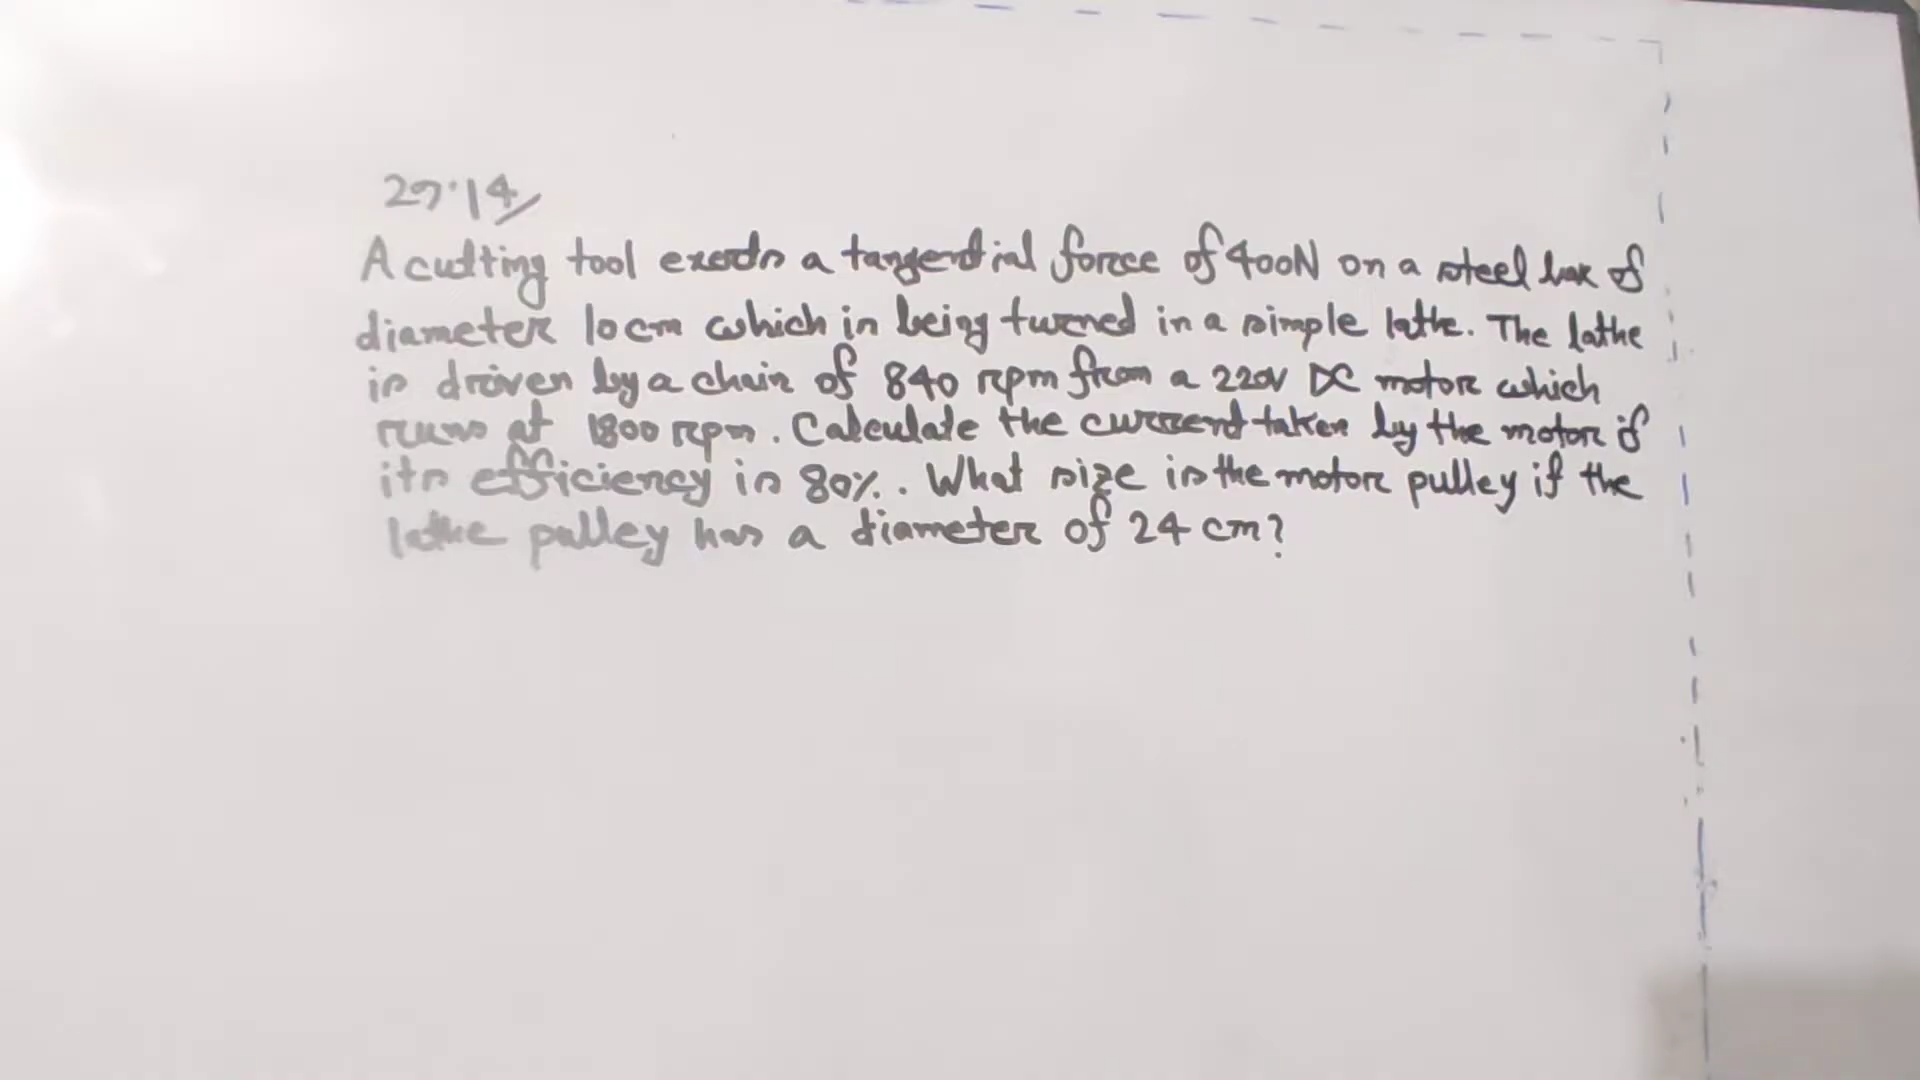 29.14/
A cutting tool exerts a tangential force of 400N on a steel bar of
diameter 10cm which is being turned in a simple lathe. The lathe
is driven by a chain of 840 rpm from a 220V DC motor which
runs at 1800 rpm. Calculate the current taken by the motor if
its efficiency is 80%. What size is the motor pulley if the
lathe pulley has a diameter of 24 cm?